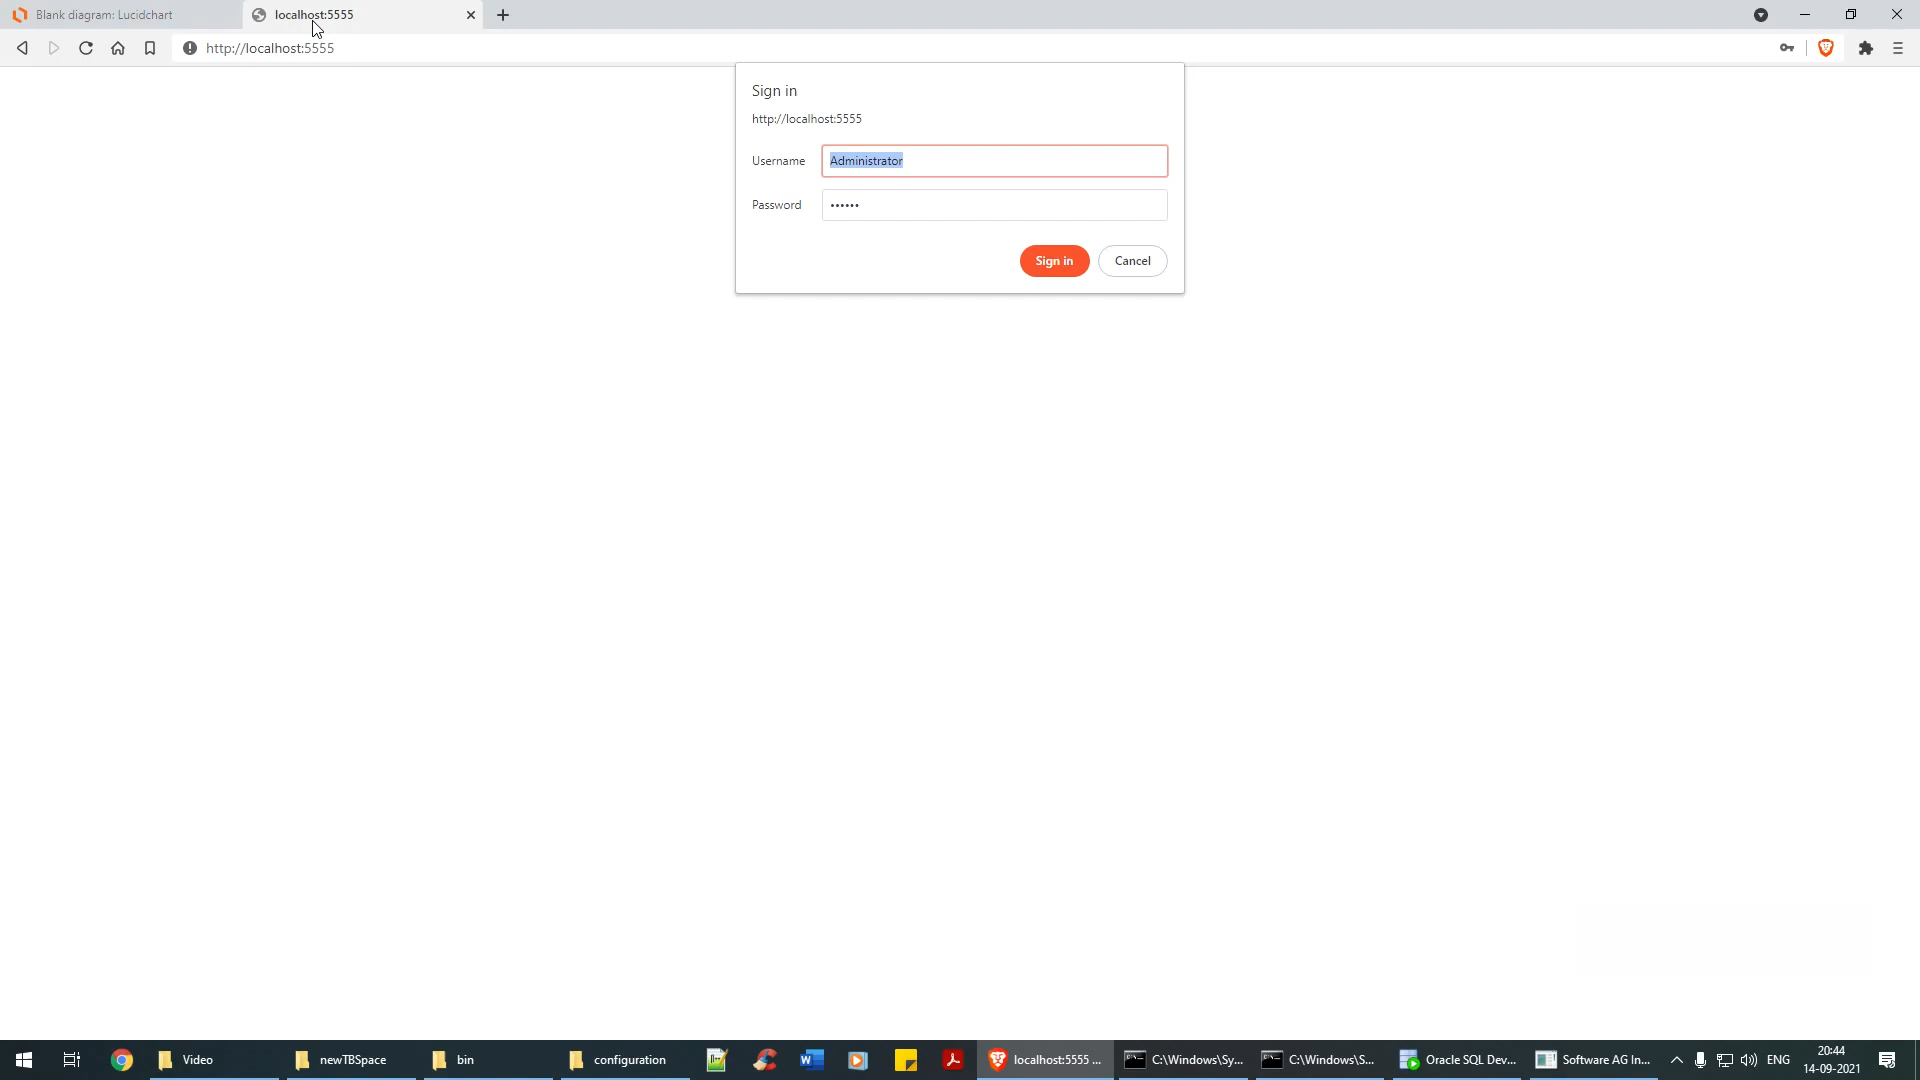 Blank diagram: Lucidchart
localhost:5555
http://localhost:5555
Sign in
http://localhost:5555
Username
Administrator
Password
••••••
Sign in
Cancel
Video
newTBSpace
bin
configuration
localhost:5555 ...
C:\Windows\Sy...
C:\Windows\S...
Oracle SQL Dev...
Software AG In...
ENG
20:44
14-09-2021